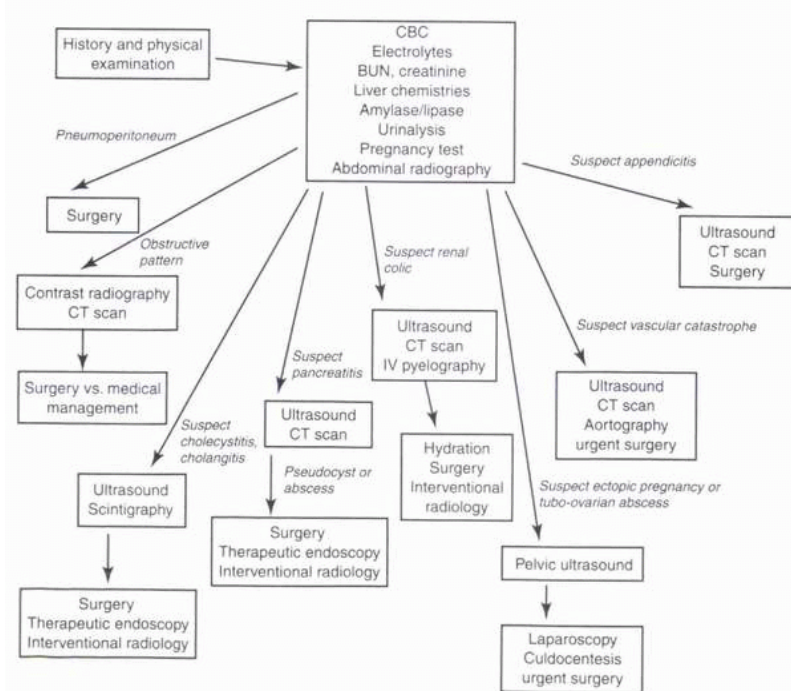 History and physical
examination
CBC
Electrolytes
BUN, creatinine
Liver chemistries
Amylase/lipase
Urinalysis
Pregnancy test
Abdominal radiography
Pneumoperitoneum
Surgery
Obstructive
pattern
Contrast radiography
CT scan
Surgery vs. medical
management
Suspect
cholecystitis,
cholangitis
Ultrasound
Scintigraphy
Surgery
Therapeutic endoscopy
Interventional radiology
Suspect
pancreatitis
Ultrasound
CT scan
Pseudocyst or
abscess
Surgery
Therapeutic endoscopy
Interventional radiology
Suspect renal
colic
Ultrasound
CT scan
IV pyelography
Hydration
Surgery
Interventional
radiology
Suspect ectopic pregnancy or
tubo-ovarian abscess
Pelvic ultrasound
Laparoscopy
Culdocentesis
urgent surgery
Suspect vascular catastrophe
Ultrasound
CT scan
Aortography
urgent surgery
Suspect appendicitis
Ultrasound
CT scan
Surgery